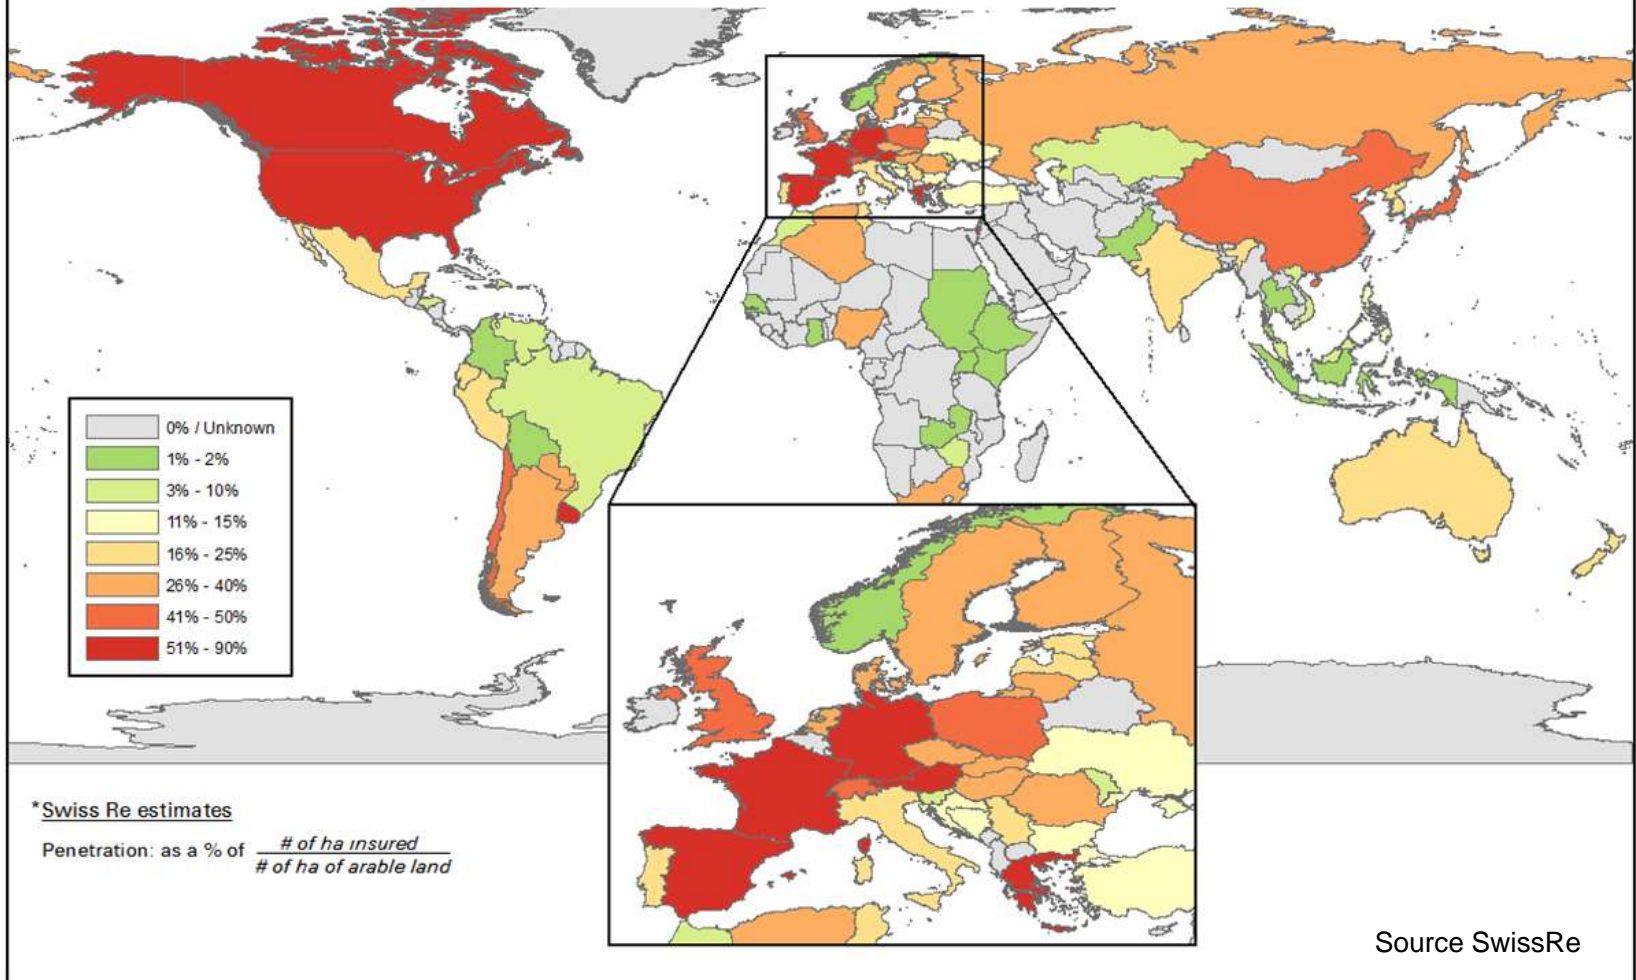 0% / Unknown
1% - 2%
3% - 10%
11% - 15%
16% - 25%
26% - 40%
41% - 50%
51% - 90%
*Swiss Re estimates
Penetration: as a % of # of ha insured
# of ha of arable land
Source SwissRe